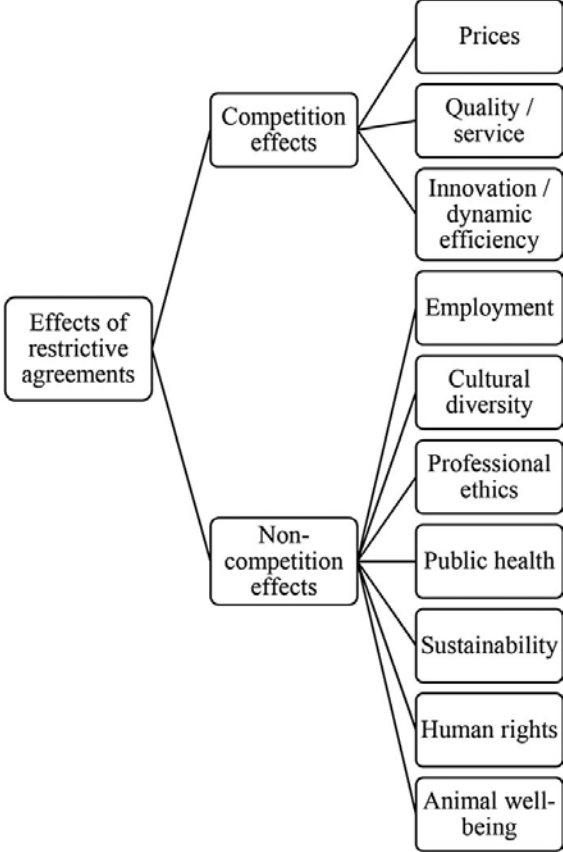 Effects of
restrictive
agreements
Competition
effects
Prices
Quality /
service
Innovation /
dynamic
efficiency
Non-
competition
effects
Employment
Cultural
diversity
Professional
ethics
Public health
Sustainability
Human rights
Animal well-
being